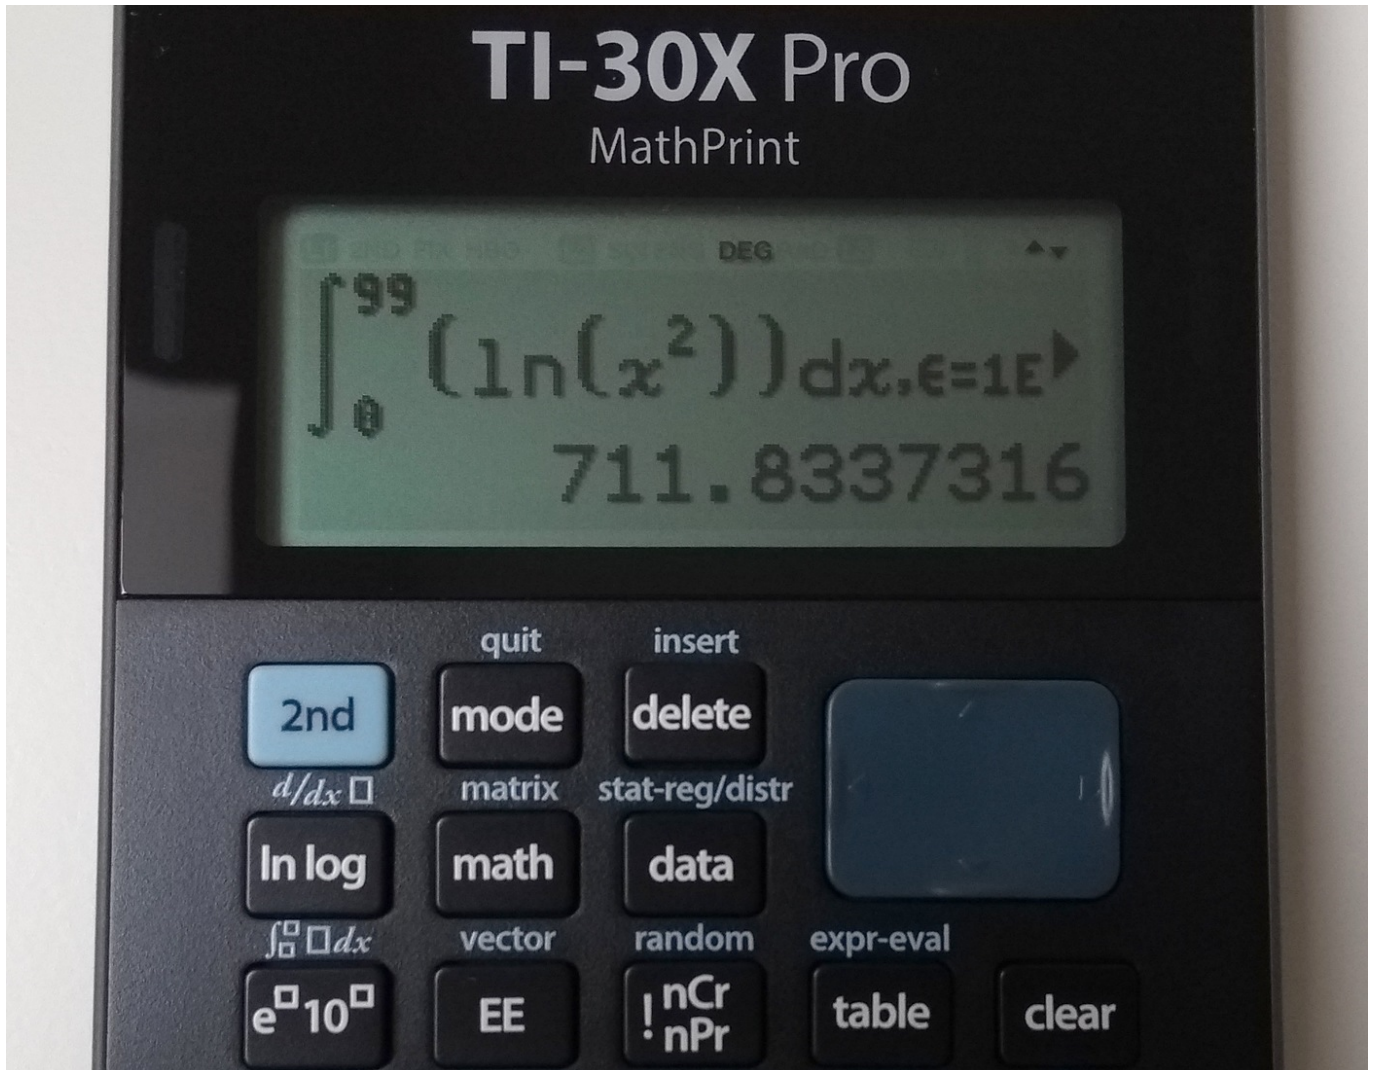 TI-30X Pro
MathPrint
DEG
∫₀⁹⁹(ln(x²))dx,ϵ=1E
711.8337316
quit insert
2nd mode delete
d/dx□ matrix stat-reg/distr
ln log math data
∫□□ □dx vector random expr-eval
e□ 10□ EE ! nCr nPr table clear